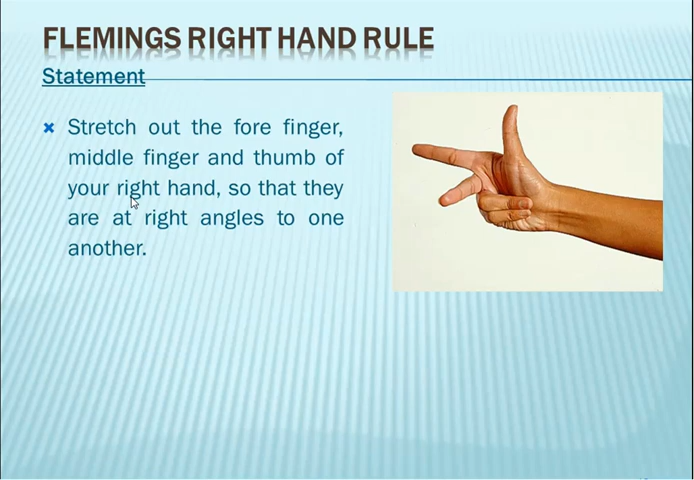 FLEMINGS RIGHT HAND RULE
Statement
Stretch out the fore finger,
middle finger and thumb of
your right hand, so that they
are at right angles to one
another.